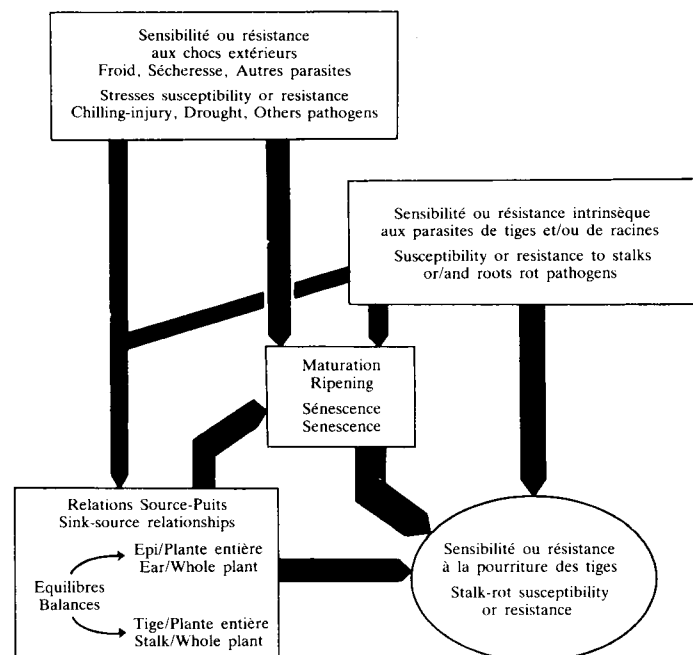 Sensibilité ou résistance
aux chocs extérieurs
Froid, Sécheresse, Autres parasites
Stresses susceptibility or resistance
Chilling-injury, Drought, Others pathogens
Sensibilité ou résistance intrinsèque
aux parasites de tiges et/ou de racines
Susceptibility or resistance to stalks
or/and roots rot pathogens
Maturation
Ripening
Sénescence
Senescence
Relations Source-Puits
Sink-source relationships
Epi/Plante entière
Ear/Whole plant
Equilibres
Balances
Tige/Plante entière
Stalk/Whole plant
Sensibilité ou résistance
à la pourriture des tiges
Stalk-rot susceptibility
or resistance